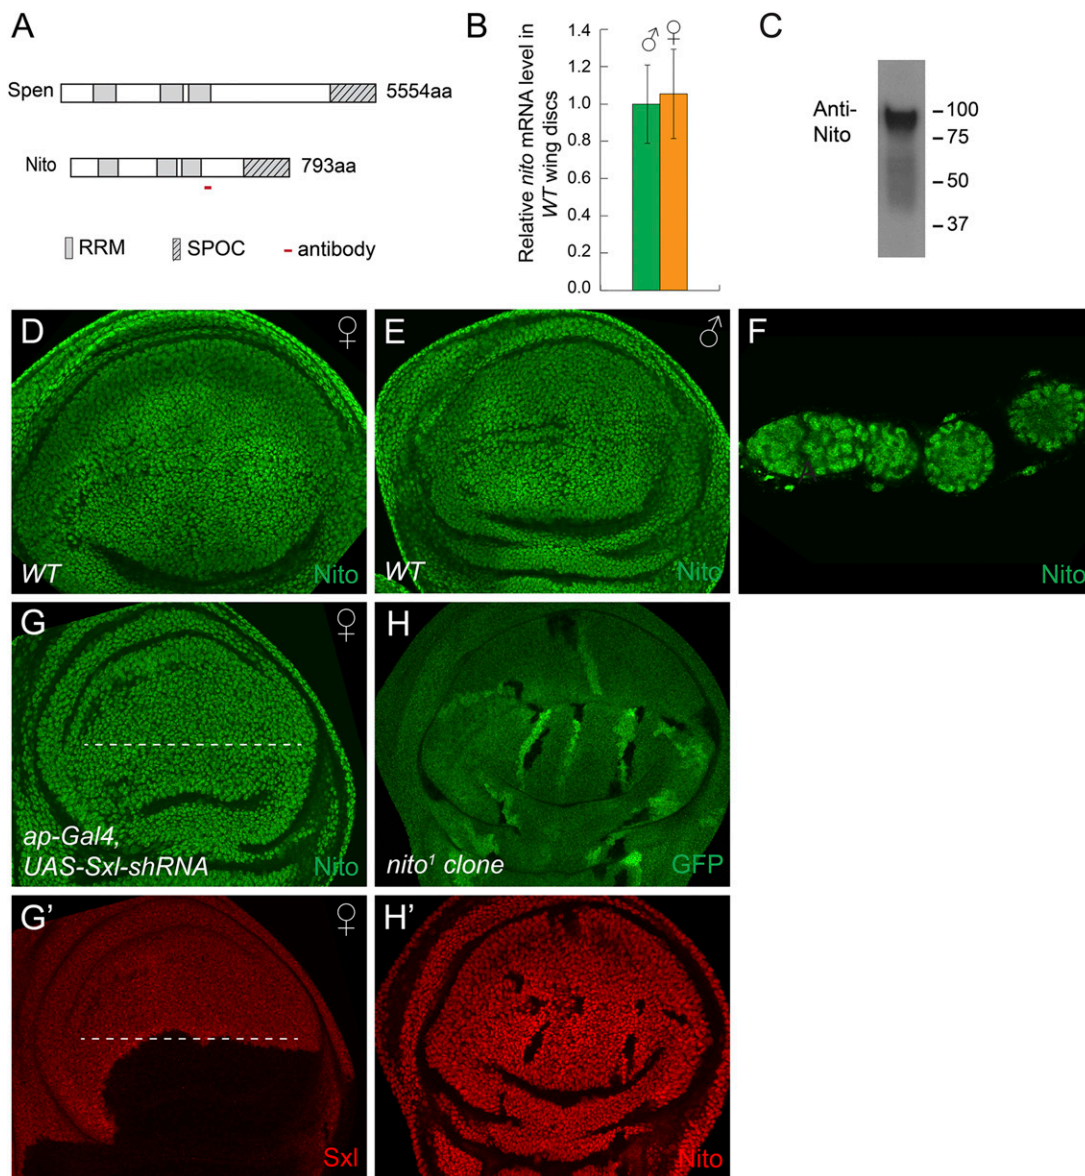 A
Spen
5554aa
Nito
793aa
RRM
SPOC
antibody
B
Relative nito mRNA level in
WT wing discs
♂
♀
1.4
1.2
1.0
0.8
0.6
0.4
0.2
0.0
C
Anti-
Nito
100
75
50
37
D
♀
WT
Nito
E
♂
WT
Nito
F
Nito
G
♀
ap-Gal4,
UAS-Sxl-shRNA
Nito
H
nito¹ clone
GFP
G'
♀
Sxl
H'
Nito